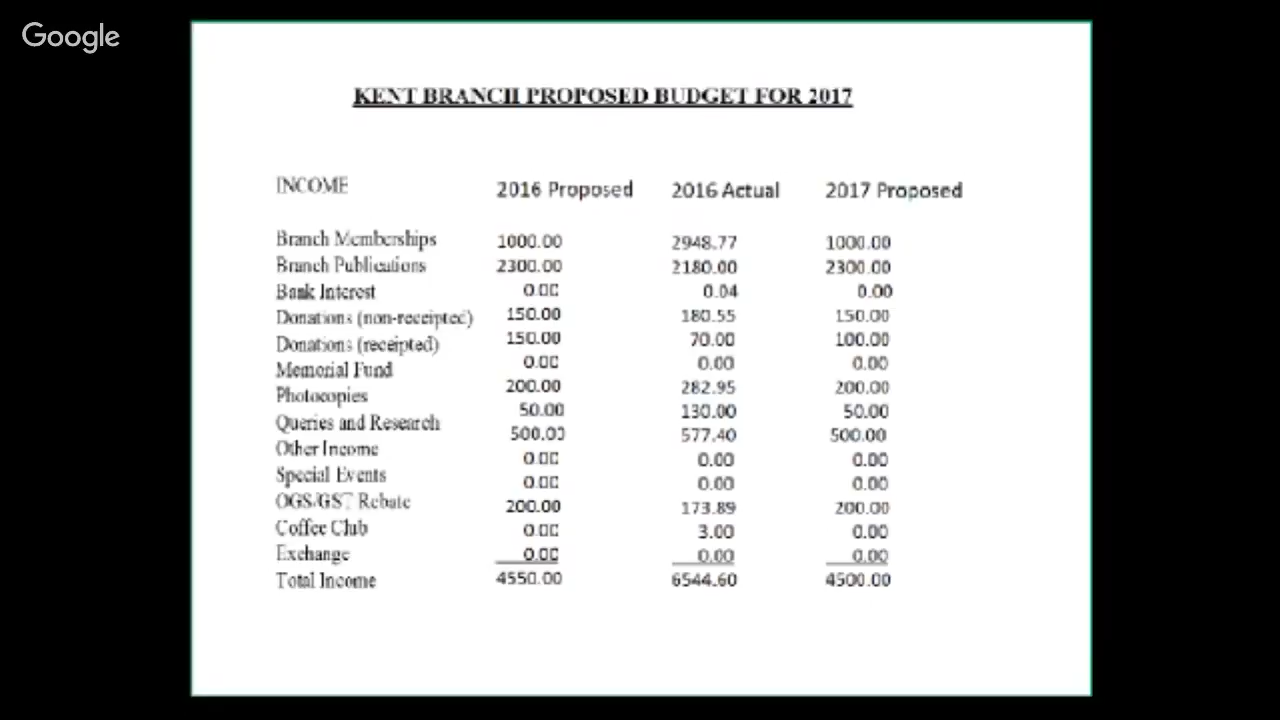 Google
KENT BRANCH PROPOSED BUDGET FOR 2017
INCOME
Branch Memberships
Branch Publications
Bank Interest
Donations (non-receipted)
Donations (receipted)
Memorial Fund
Photocopies
Queries and Research
Other Income
Special Events
OGS/GST Rebate
Coffee Club
Exchange
Total Income
2016 Proposed
1000.00
2300.00
0.00
150.00
150.00
0.00
200.00
50.00
500.00
0.00
0.00
200.00
0.00
0.00
4550.00
2016 Actual
2948.77
2180.00
0.04
180.55
70.00
0.00
282.95
130.00
577.40
0.00
0.00
173.89
3.00
0.00
6544.60
2017 Proposed
1000.00
2300.00
0.00
150.00
100.00
0.00
200.00
50.00
500.00
0.00
0.00
200.00
0.00
0.00
4500.00